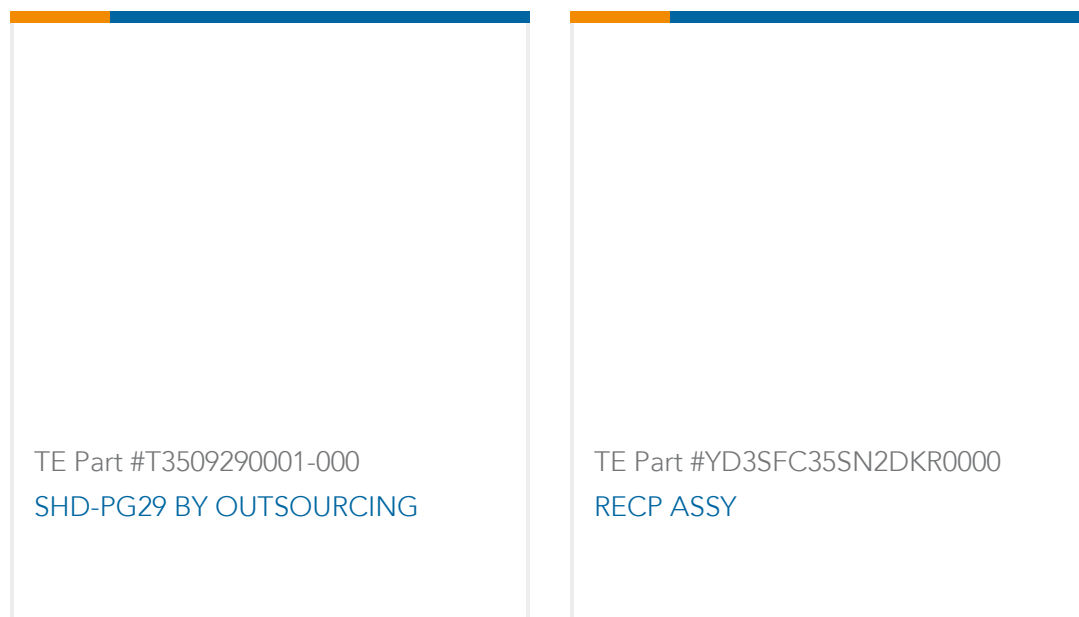 TE Part #T3509290001-000
SHD-PG29 BY OUTSOURCING
TE Part #YD3SFC35SN2DKR0000
RECP ASSY